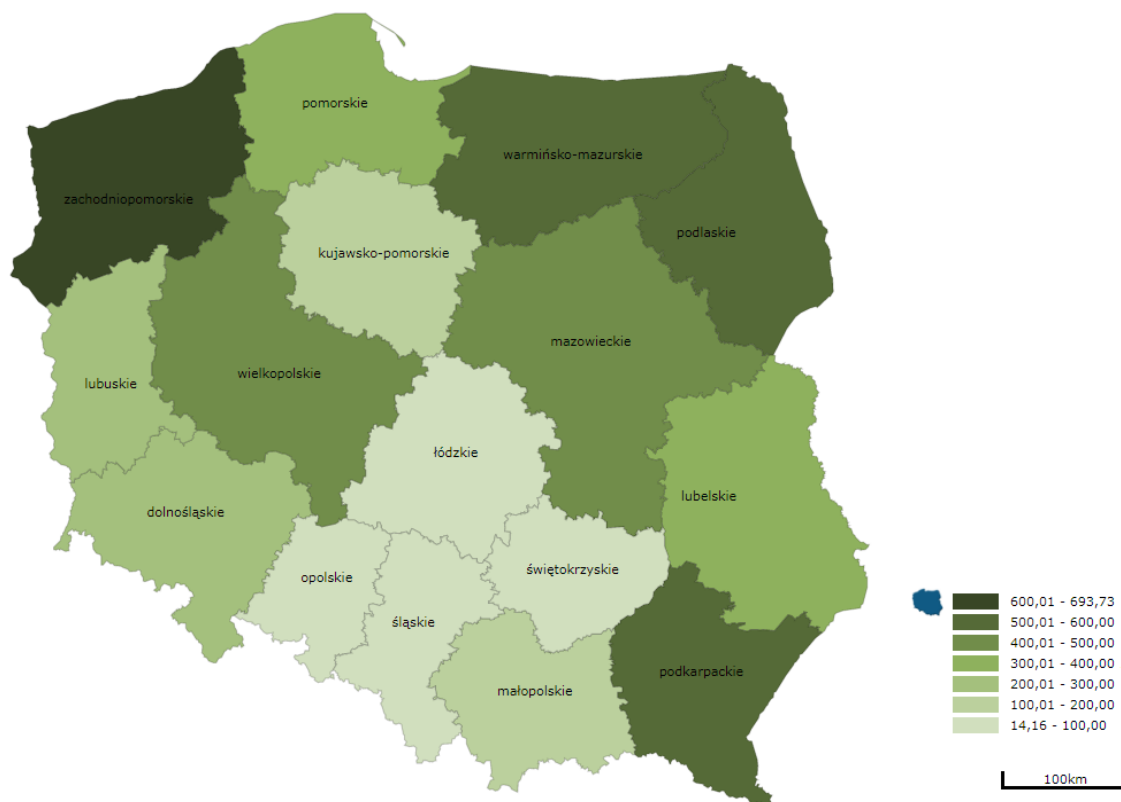 pomorskie
warmińsko-mazurskie
zachodniopomorskie
podlaskie
kujawsko-pomorskie
mazowieckie
wielkopolskie
lubuskie
łódzkie
lubelskie
dolnośląskie
świętokrzyskie
opolskie
śląskie
podkarpackie
małopolskie
600,01 - 693,73
500,01 - 600,00
400,01 - 500,00
300,01 - 400,00
200,01 - 300,00
100,01 - 200,00
14,16 - 100,00
100km